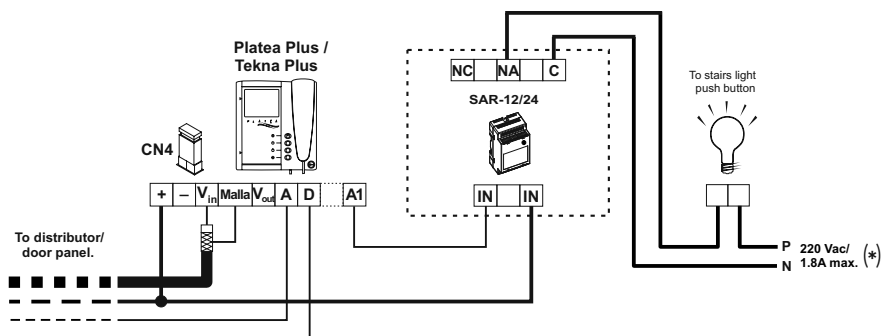 Platea Plus /
Tekna Plus
CN4
PLATEA
+ – Vin Malla Vout A D A1
To distributor/
door panel.
NC NA C
SAR-12/24
IN IN
To stairs light
push button
P
N
220 Vac/
1.8A max.
(*)